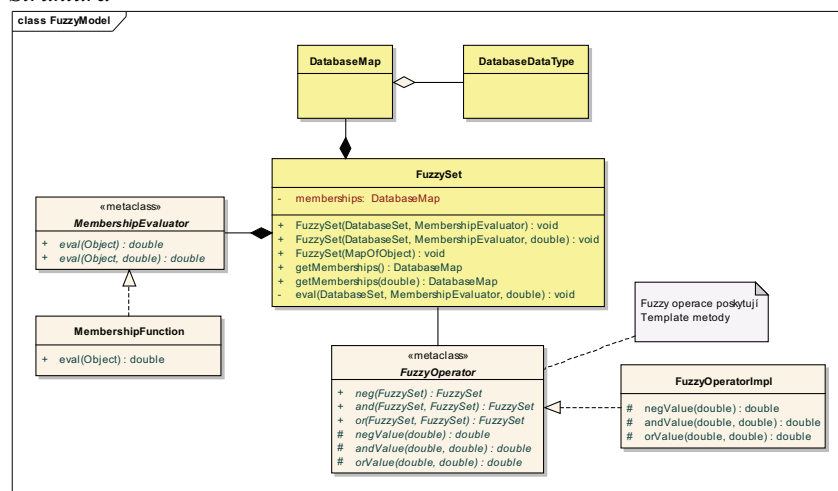 class FuzzyModel
DatabaseMap
DatabaseDataType
FuzzySet
- memberships: DatabaseMap
+ FuzzySet(DatabaseSet, MembershipEvaluator) : void
+ FuzzySet(DatabaseSet, MembershipEvaluator, double) : void
+ FuzzySet(MapOfObject) : void
+ getMemberships() : DatabaseMap
+ getMemberships(double) : DatabaseMap
- eval(DatabaseSet, MembershipEvaluator, double) : void
«metaclass»
MembershipEvaluator
+ eval(Object) : double
+ eval(Object, double) : double
MembershipFunction
+ eval(Object) : double
Fuzzy operace poskytují
Template metody
«metaclass»
FuzzyOperator
+ neg(FuzzySet) : FuzzySet
+ and(FuzzySet, FuzzySet) : FuzzySet
+ or(FuzzySet, FuzzySet) : FuzzySet
# negValue(double) : double
# andValue(double, double) : double
# orValue(double, double) : double
FuzzyOperatorImpl
# negValue(double) : double
# andValue(double, double) : double
# orValue(double, double) : double